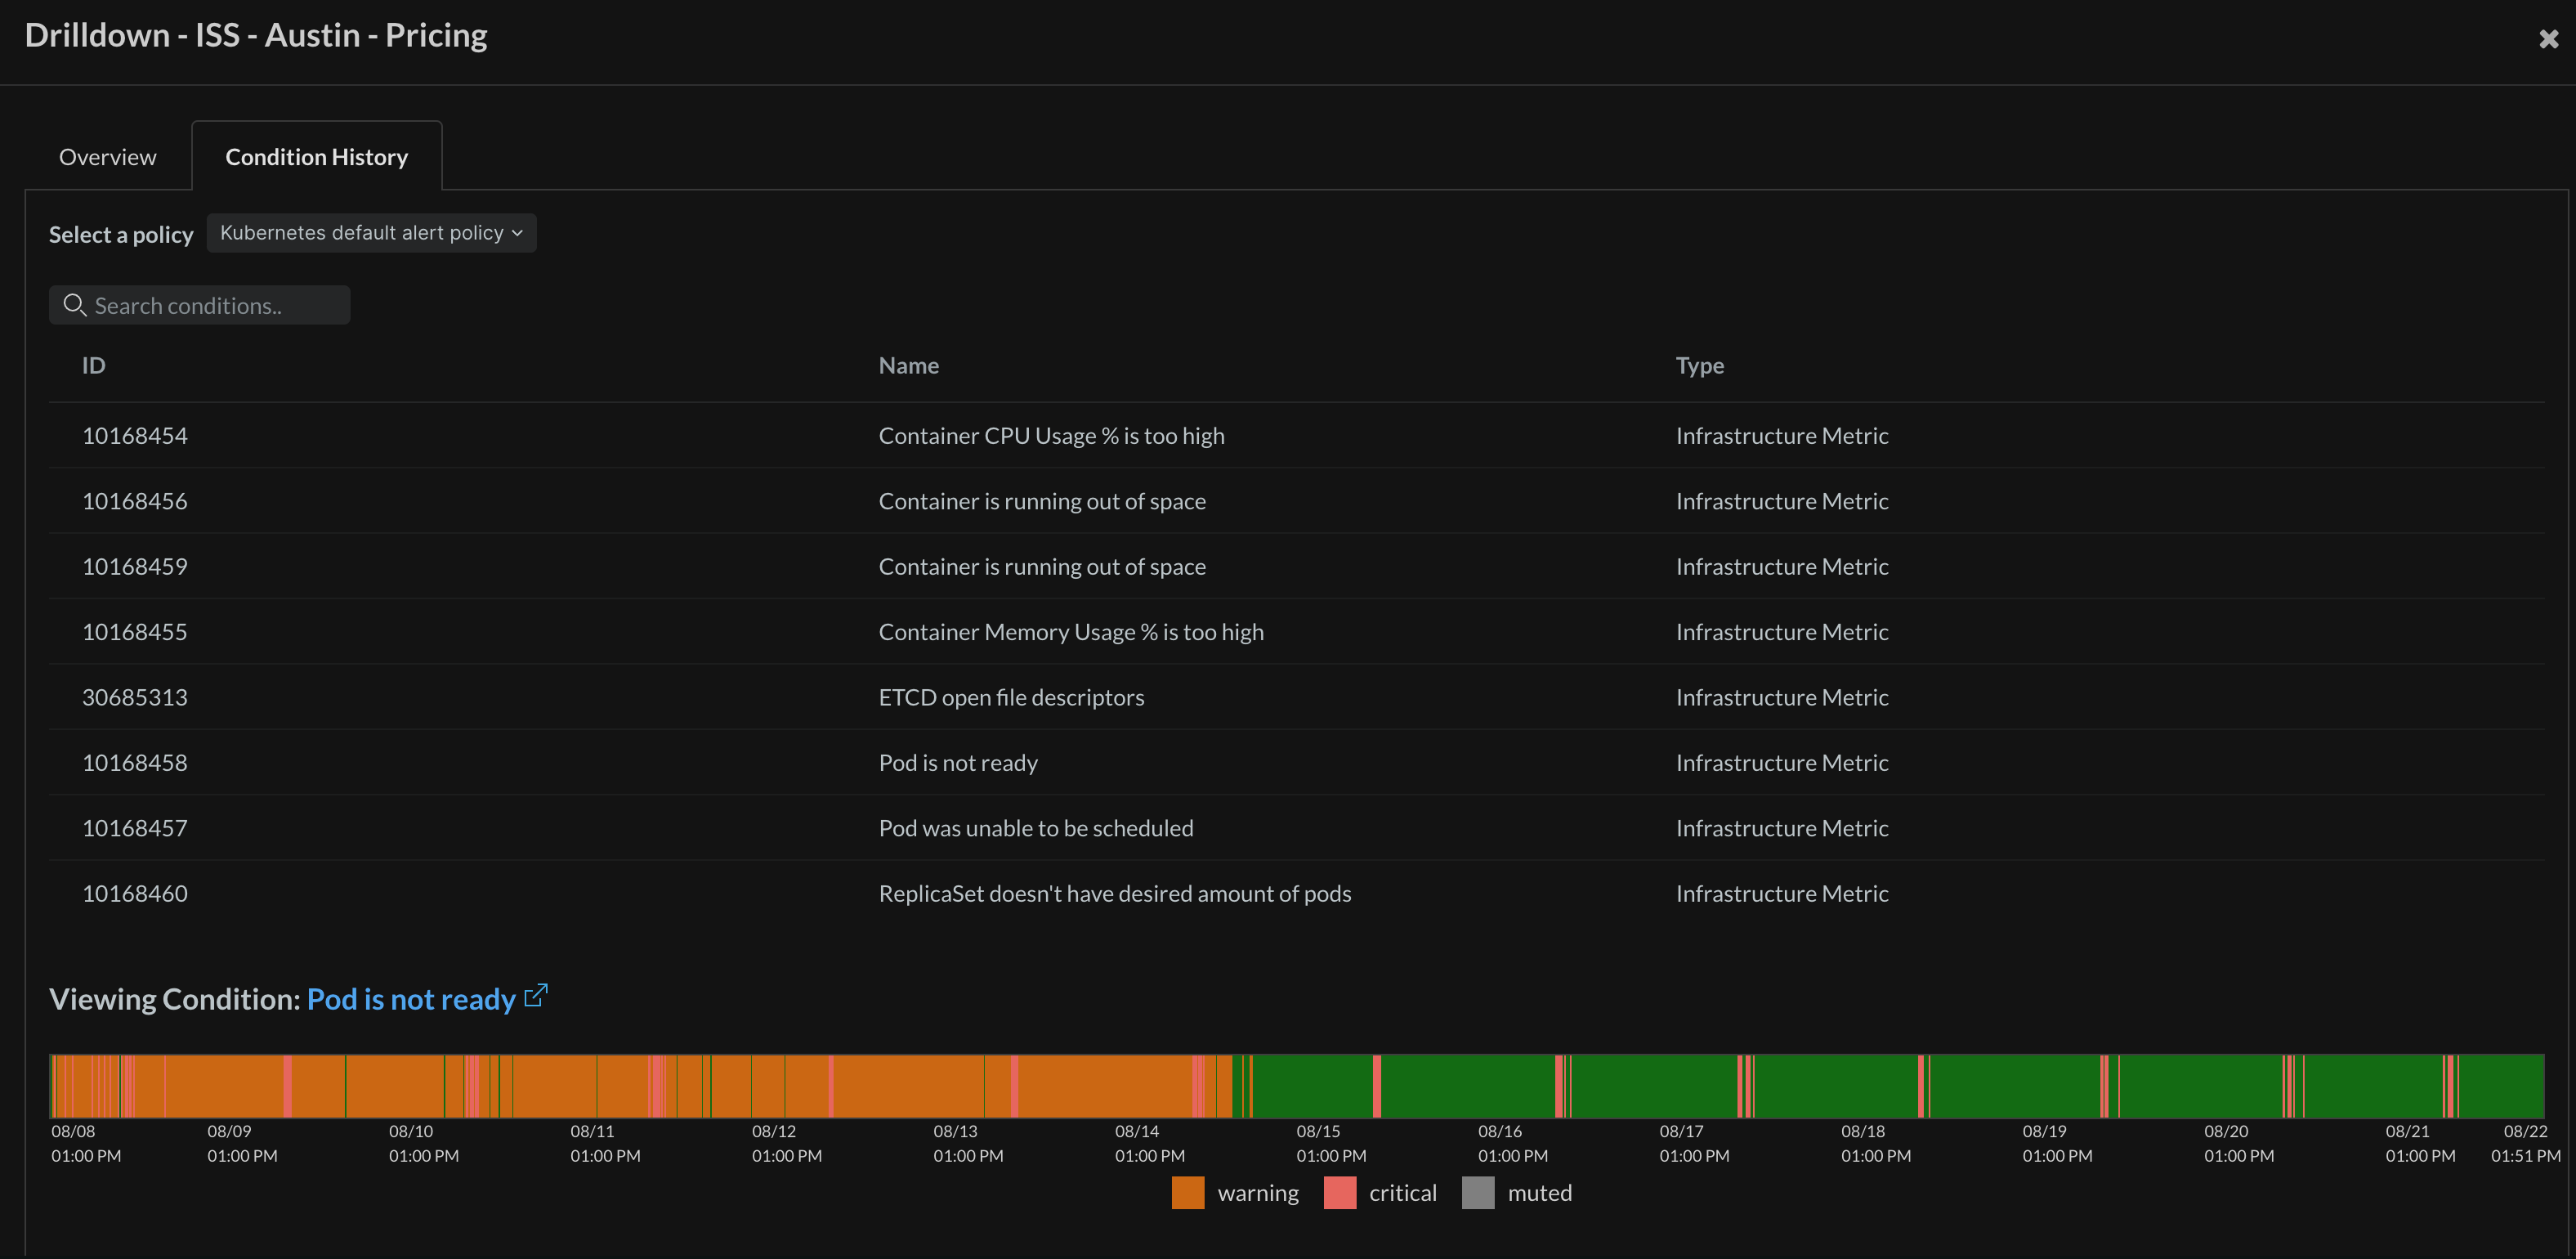 Drilldown - ISS - Austin - Pricing
Overview
Condition History
Select a policy Kubernetes default alert policy
Search conditions..
ID Name Type
10168454 Container CPU Usage % is too high Infrastructure Metric
10168456 Container is running out of space Infrastructure Metric
10168459 Container is running out of space Infrastructure Metric
10168455 Container Memory Usage % is too high Infrastructure Metric
30685313 ETCD open file descriptors Infrastructure Metric
10168458 Pod is not ready Infrastructure Metric
10168457 Pod was unable to be scheduled Infrastructure Metric
10168460 ReplicaSet doesn't have desired amount of pods Infrastructure Metric
Viewing Condition: Pod is not ready
08/08 08/09 08/10 08/11 08/12 08/13 08/14 08/15 08/16 08/17 08/18 08/19 08/20 08/21 08/22
01:00 PM 01:00 PM 01:00 PM 01:00 PM 01:00 PM 01:00 PM 01:00 PM 01:00 PM 01:00 PM 01:00 PM 01:00 PM 01:00 PM 01:00 PM 01:00 PM 01:51 PM
warning critical muted